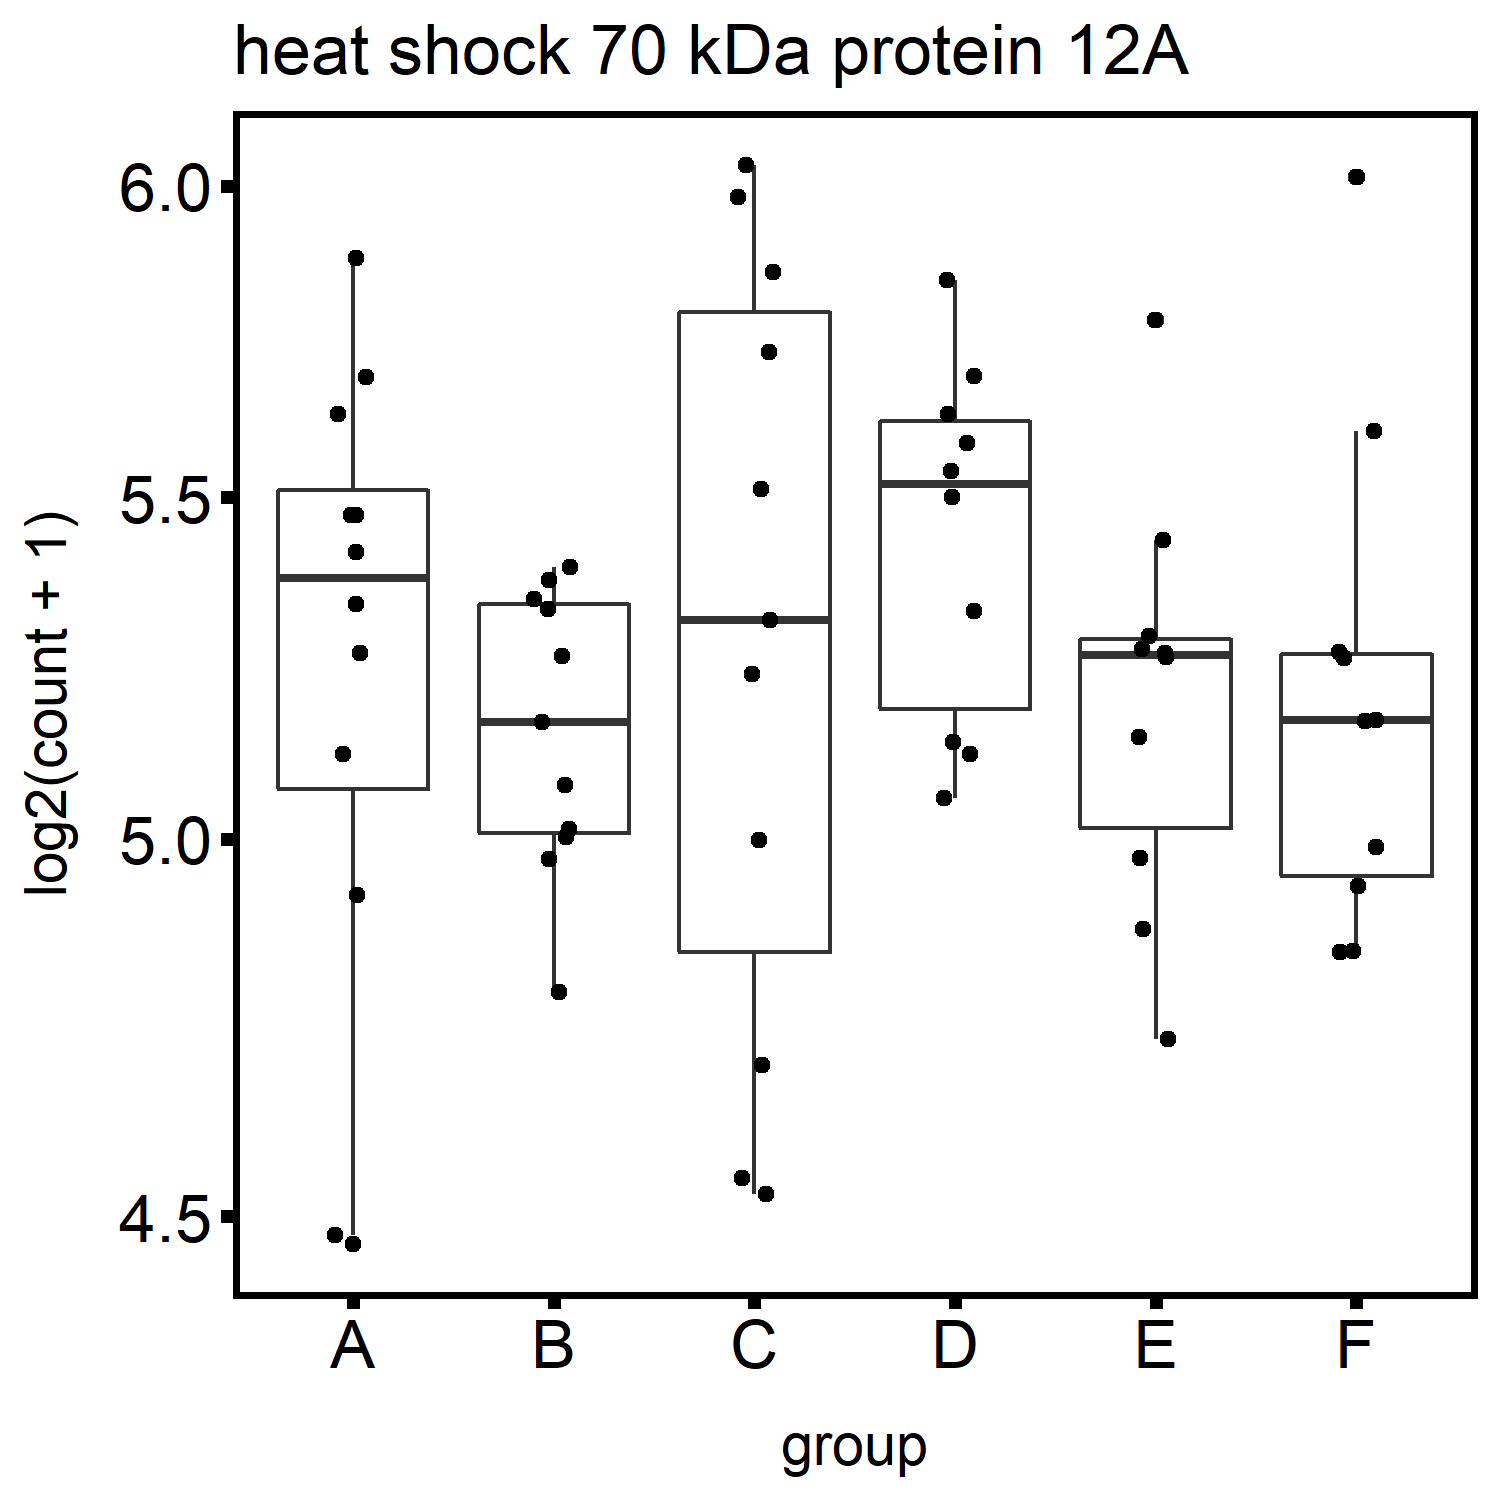 heat shock 70 kDa protein 12A
log2(count + 1)
6.0
5.5
5.0
4.5
A B C D E F
group